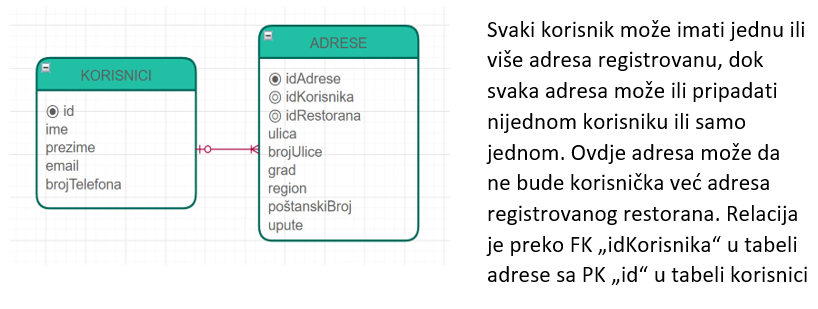 KORISNICI
id
ime
prezime
email
brojTelefona
ADRESE
idAdrese
idKorisnika
idRestorana
ulica
brojUlice
grad
region
poštanskiBroj
upute
Svaki korisnik može imati jednu ili
više adresa registrovanu, dok
svaka adresa može ili pripadati
nijednom korisniku ili samo
jednom. Ovdje adresa može da
ne bude korisnička već adresa
registrovanog restorana. Relacija
je preko FK „idKorisnika“ u tabeli
adrese sa PK „id“ u tabeli korisnici